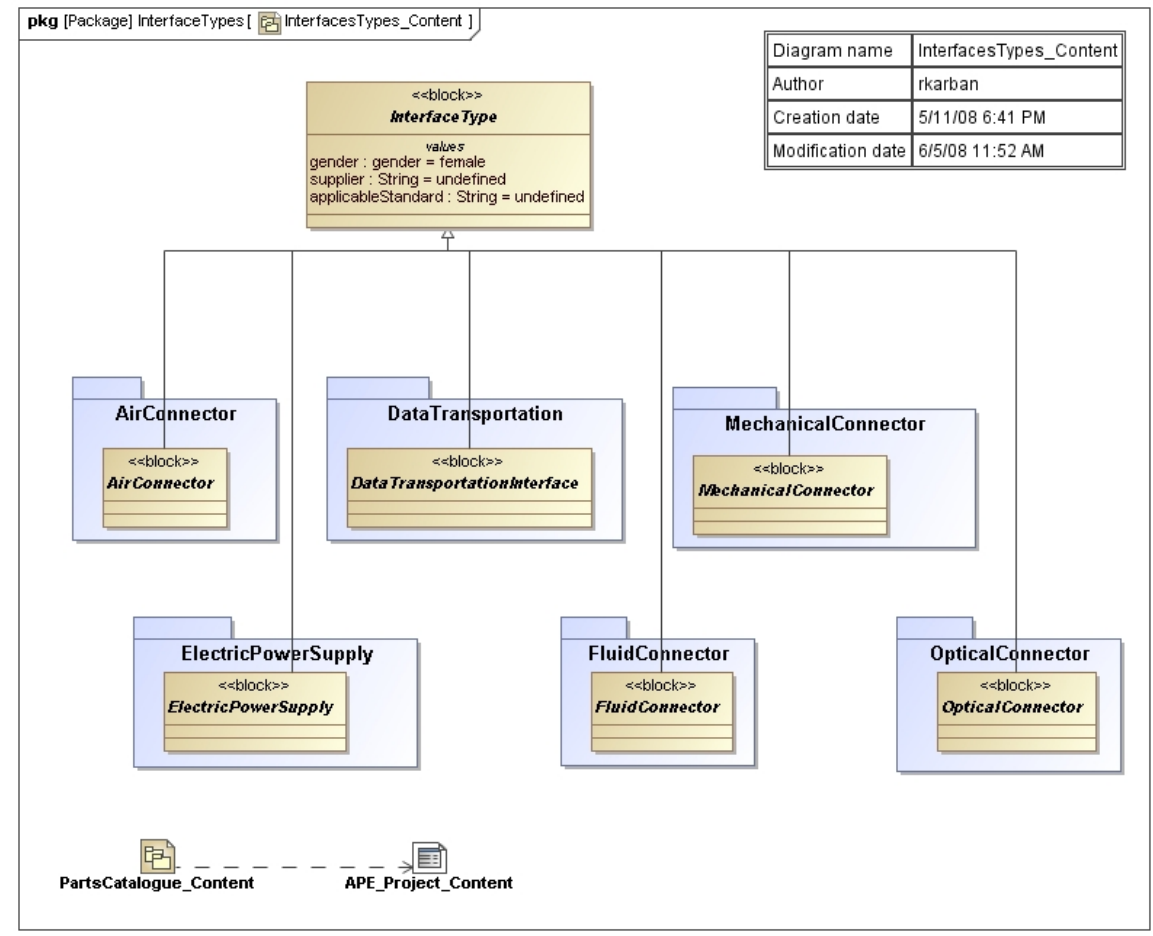 pkg [Package] InterfaceTypes [ InterfacesTypes_Content ]
Diagram name InterfacesTypes_Content
Author rkarban
Creation date 5/11/08 6:41 PM
Modification date 6/5/08 11:52 AM
<<block>>
InterfaceType
values
gender : gender = female
supplier : String = undefined
applicableStandard : String = undefined
AirConnector
<<block>>
AirConnector
DataTransportation
<<block>>
DataTransportationInterface
MechanicalConnector
<<block>>
MechanicalConnector
ElectricPowerSupply
<<block>>
ElectricPowerSupply
FluidConnector
<<block>>
FluidConnector
OpticalConnector
<<block>>
OpticalConnector
PartsCatalogue_Content
APE_Project_Content